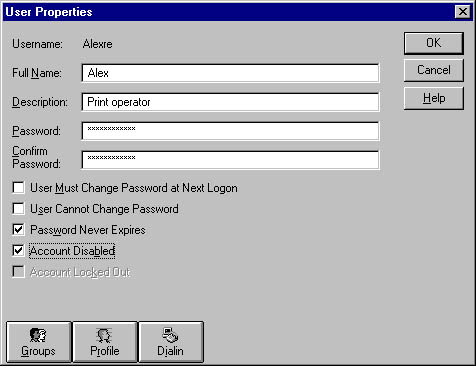 User Properties
Username: Alexre
OK
Full Name: Alex
Cancel
Description: Print operator
Help
Password: ************
Confirm
Password: ************
User Must Change Password at Next Logon
User Cannot Change Password
Password Never Expires
Account Disabled
Account Locked Out
Groups Profile Dialin